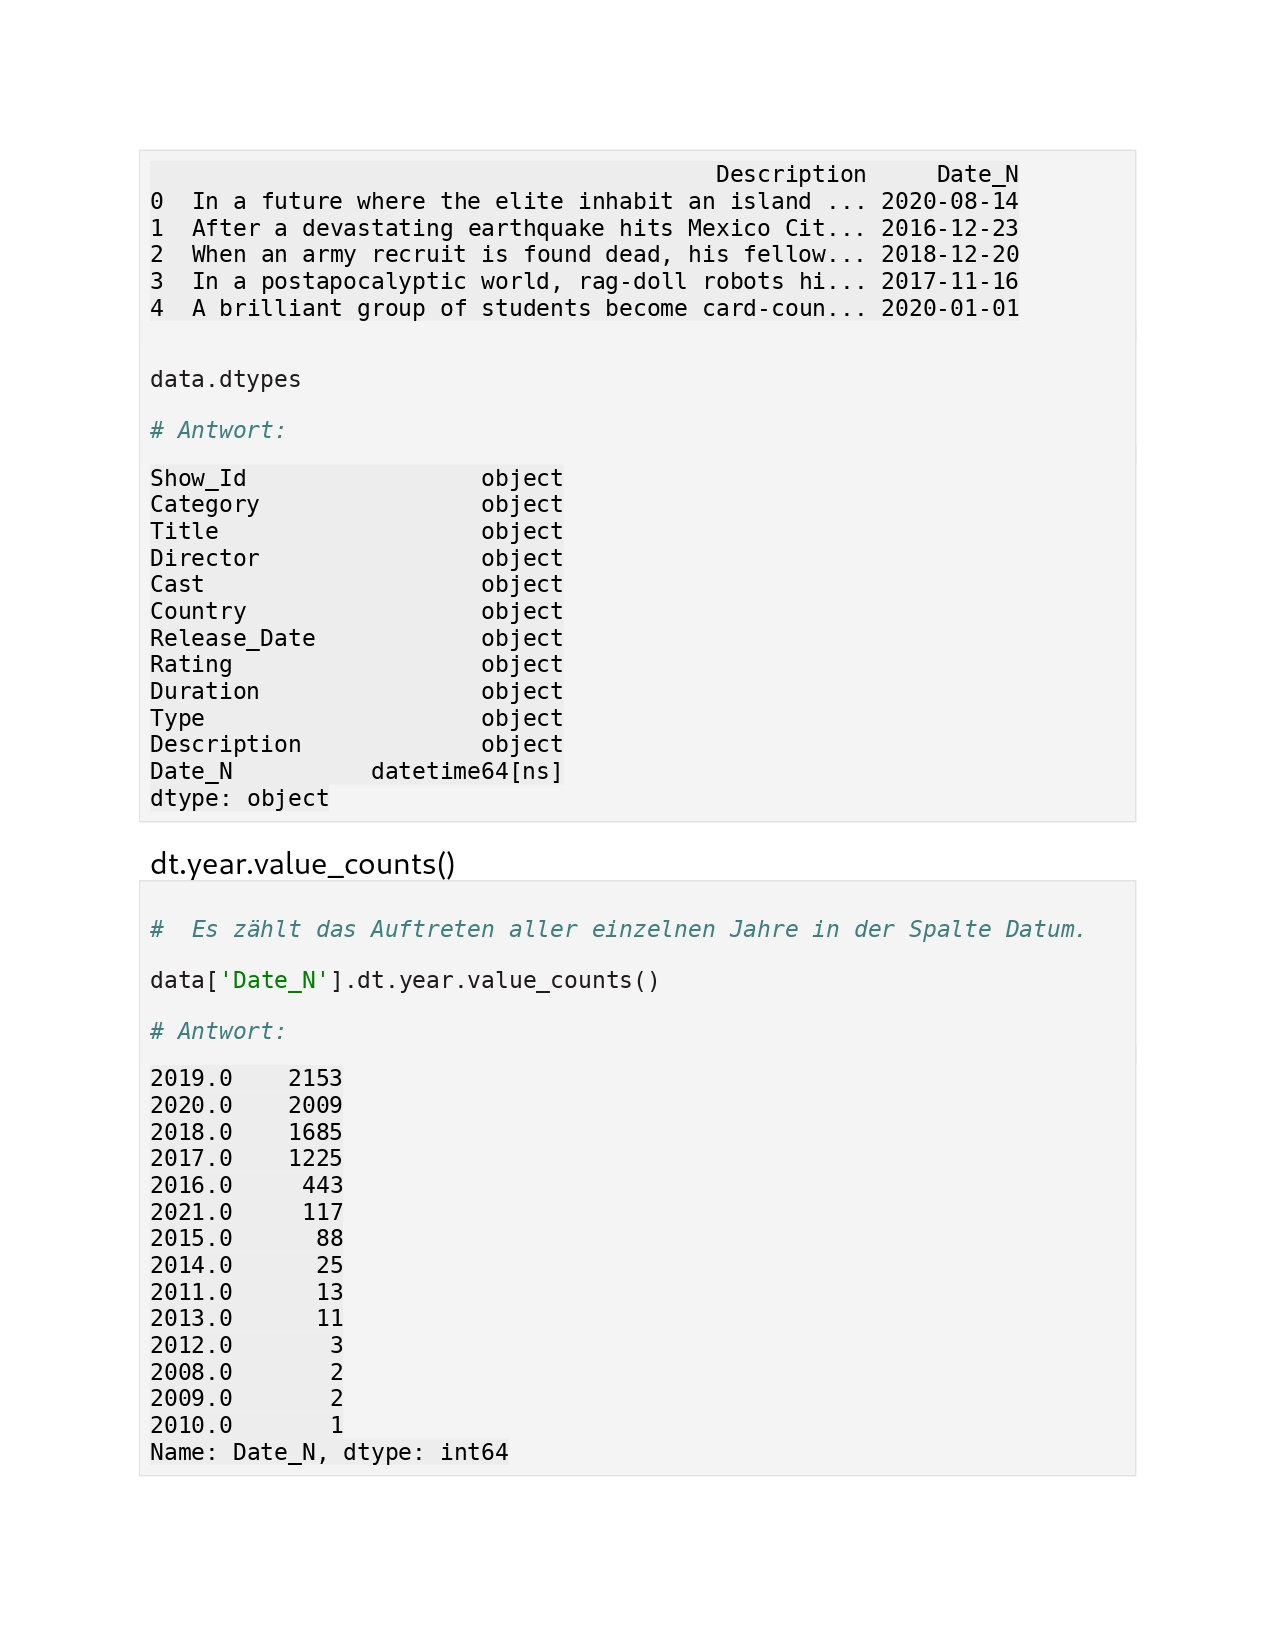 Description     Date_N
0  In a future where the elite inhabit an island ... 2020-08-14
1  After a devastating earthquake hits Mexico Cit... 2016-12-23
2  When an army recruit is found dead, his fellow... 2018-12-20
3  In a postapocalyptic world, rag-doll robots hi... 2017-11-16
4  A brilliant group of students become card-coun... 2020-01-01
data.dtypes
# Antwort:
Show_Id                 object
Category                object
Title                   object
Director                object
Cast                    object
Country                 object
Release_Date            object
Rating                  object
Duration                object
Type                    object
Description             object
Date_N          datetime64[ns]
dtype: object
dt.year.value_counts()
#  Es zählt das Auftreten aller einzelnen Jahre in der Spalte Datum.
data['Date_N'].dt.year.value_counts()
# Antwort:
2019.0    2153
2020.0    2009
2018.0    1685
2017.0    1225
2016.0     443
2021.0     117
2015.0      88
2014.0      25
2011.0      13
2013.0      11
2012.0       3
2008.0       2
2009.0       2
2010.0       1
Name: Date_N, dtype: int64